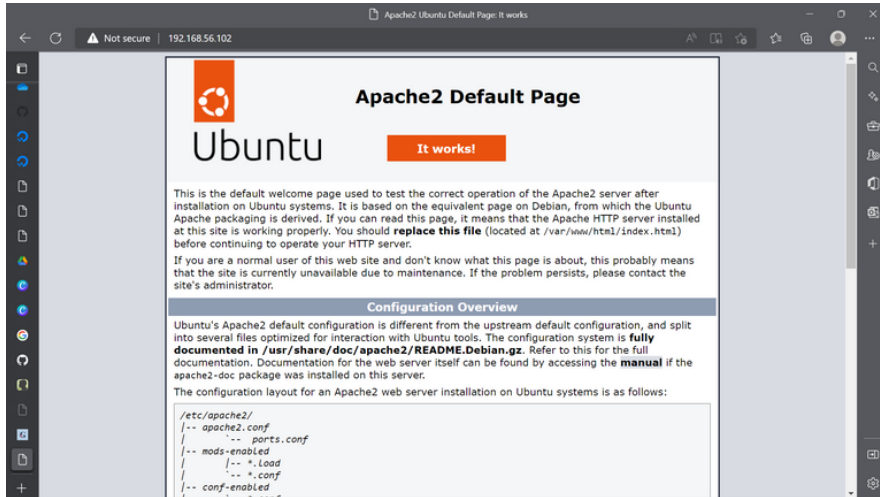 Apache2 Ubuntu Default Page: It works
Not secure | 192.168.56.102
Ubuntu
Apache2 Default Page
It works!
This is the default welcome page used to test the correct operation of the Apache2 server after
installation on Ubuntu systems. It is based on the equivalent page on Debian, from which the Ubuntu
Apache packaging is derived. If you can read this page, it means that the Apache HTTP server installed
at this site is working properly. You should replace this file (located at /var/www/html/index.html)
before continuing to operate your HTTP server.
If you are a normal user of this web site and don't know what this page is about, this probably means
that the site is currently unavailable due to maintenance. If the problem persists, please contact the
site's administrator.
Configuration Overview
Ubuntu's Apache2 default configuration is different from the upstream default configuration, and split
into several files optimized for interaction with Ubuntu tools. The configuration system is fully
documented in /usr/share/doc/apache2/README.Debian.gz. Refer to this for the full
documentation. Documentation for the web server itself can be found by accessing the manual if the
apache2-doc package was installed on this server.
The configuration layout for an Apache2 web server installation on Ubuntu systems is as follows:
/etc/apache2/
|-- apache2.conf
|       `--  ports.conf
|-- mods-enabled
|       |-- *.load
|       `-- *.conf
|-- conf-enabled